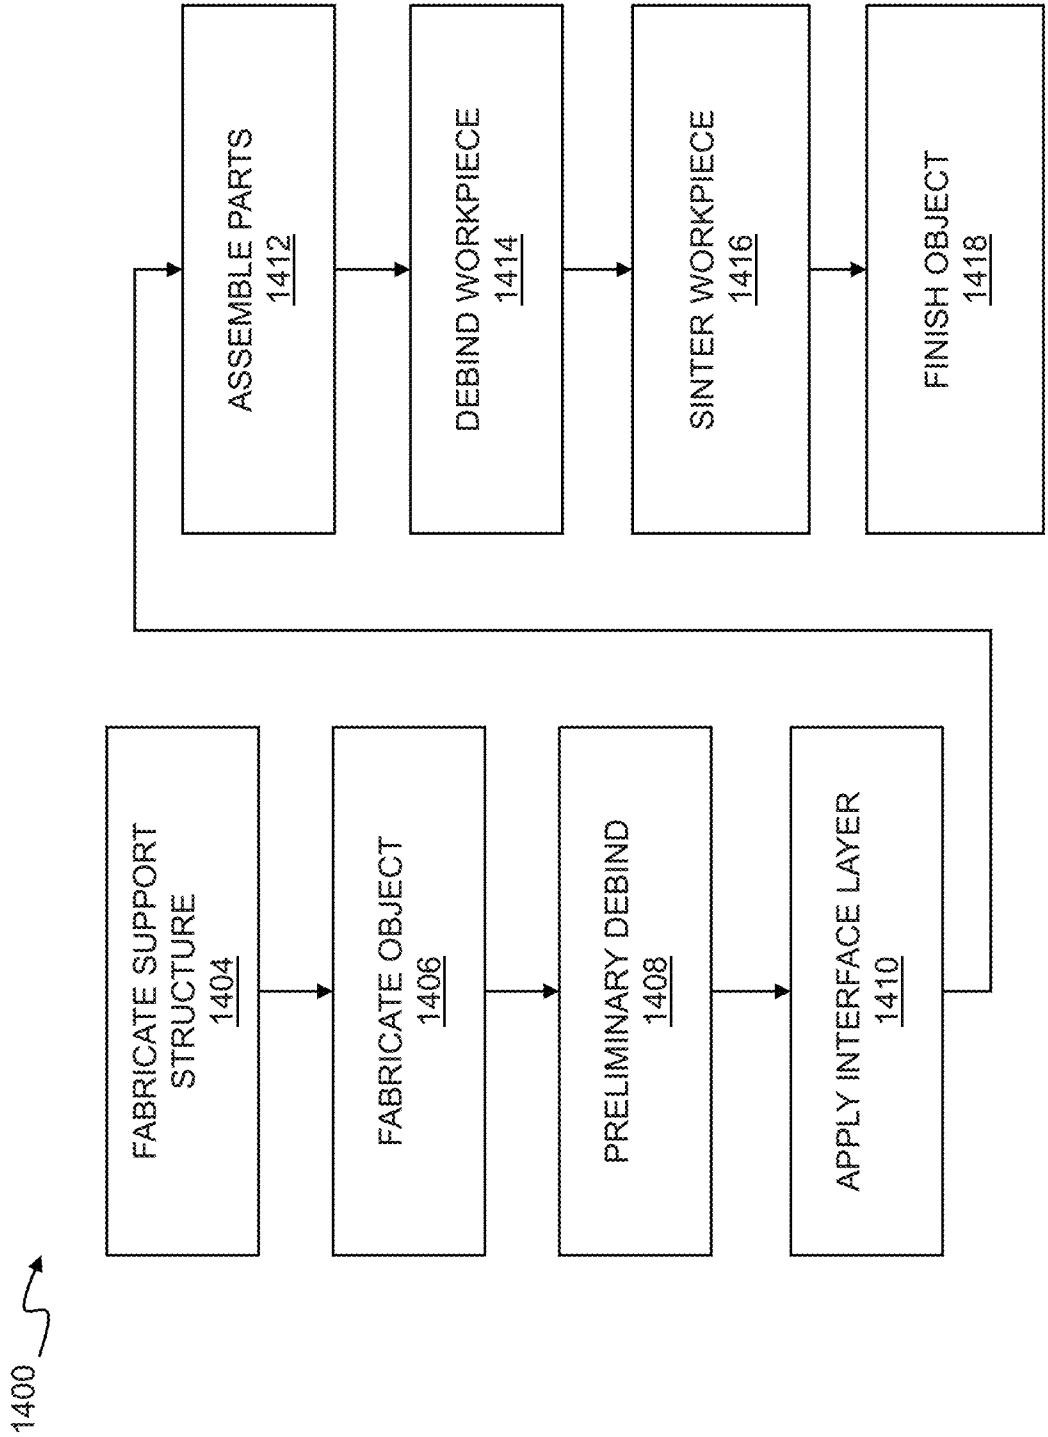 1400
FABRICATE SUPPORT
STRUCTURE
1404
FABRICATE OBJECT
1406
PRELIMINARY DEBIND
1408
APPLY INTERFACE LAYER
1410
ASSEMBLE PARTS
1412
DEBIND WORKPIECE
1414
SINTER WORKPIECE
1416
FINISH OBJECT
1418